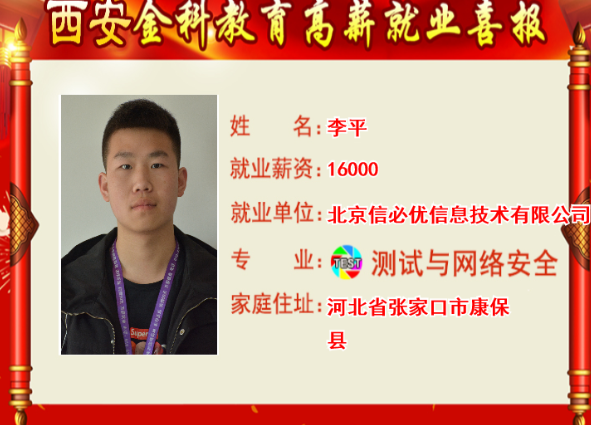 西安金科教育高薪就业喜报
姓 名: 李平
就业薪资: 16000
就业单位: 北京信必优信息技术有限公司
专 业: TEST 测试与网络安全
家庭住址: 河北省张家口市康保
县
Supreme